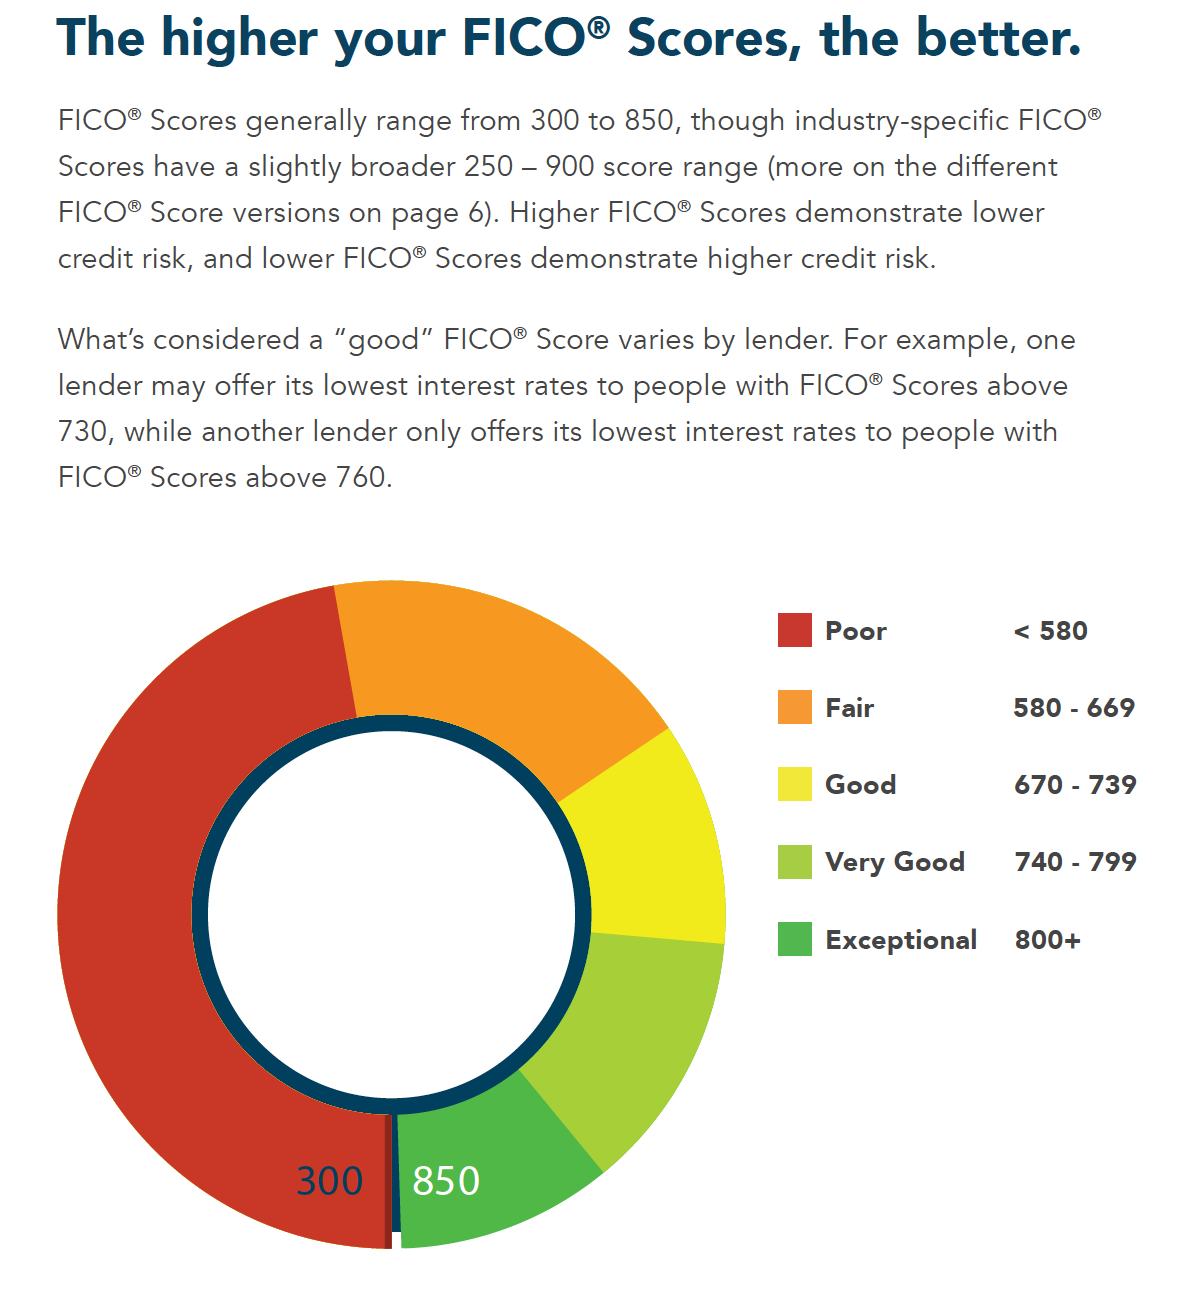 The higher your FICO® Scores, the better.
FICO® Scores generally range from 300 to 850, though industry-specific FICO®
Scores have a slightly broader 250 – 900 score range (more on the different
FICO® Score versions on page 6). Higher FICO® Scores demonstrate lower
credit risk, and lower FICO® Scores demonstrate higher credit risk.
What’s considered a “good” FICO® Score varies by lender. For example, one
lender may offer its lowest interest rates to people with FICO® Scores above
730, while another lender only offers its lowest interest rates to people with
FICO® Scores above 760.
Poor < 580
Fair 580 - 669
Good 670 - 739
Very Good 740 - 799
Exceptional 800+
300 850